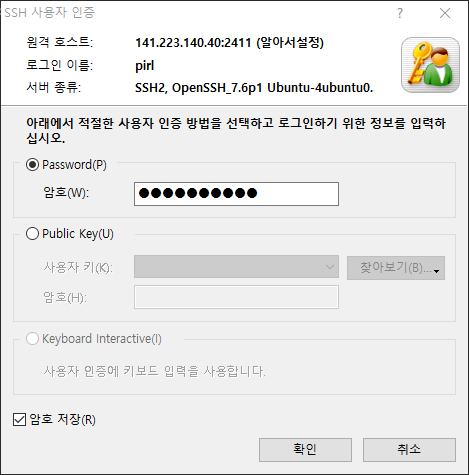 SSH 사용자 인증
원격 호스트: 141.223.140.40:2411 (알아서설정)
로그인 이름: pirl
서버 종류: SSH2, OpenSSH_7.6p1 Ubuntu-4ubuntu0.
아래에서 적절한 사용자 인증 방법을 선택하고 로그인하기 위한 정보를 입력하
십시오.
Password(P)
암호(W): ●●●●●●●●●●
Public Key(U)
사용자 키(K): 찾아보기(B)...
암호(H):
Keyboard Interactive(I)
사용자 인증에 키보드 입력을 사용합니다.
암호 저장(R)
확인 취소